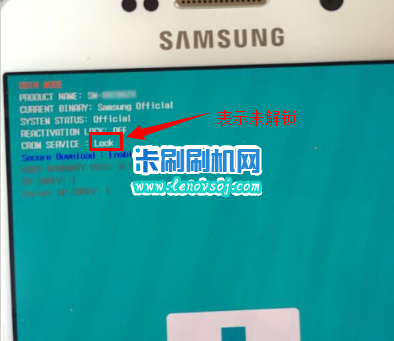 SAMSUNG
ODIN MODE
PRODUCT NAME: SM-
CURRENT BINARY: Samsung Official
SYSTEM STATUS: Official
REACTIVATION LOCK: OFF
表示未解锁
CROM SERVICE : Lock
Secure Download : Enabl
卡刷刷机网
www.lenovsoj.com